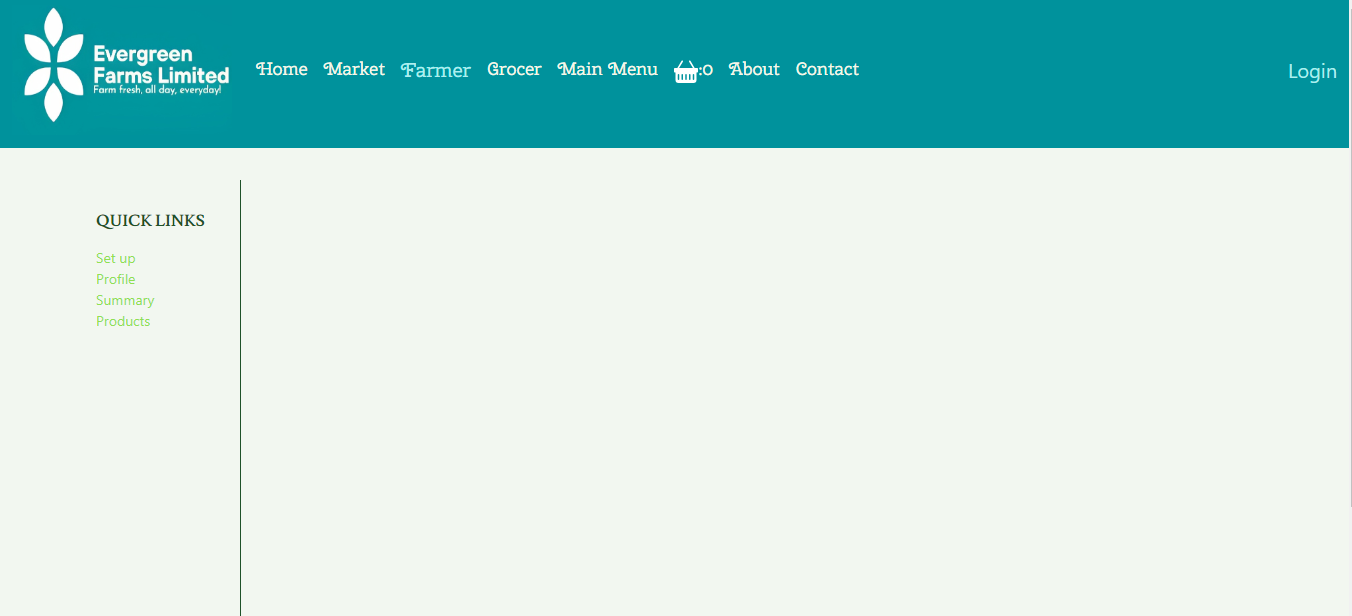 Evergreen
Farms Limited
Farm fresh, all day, everyday!
Home Market Farmer Grocer Main Menu :0 About Contact
Login
QUICK LINKS
Set up
Profile
Summary
Products